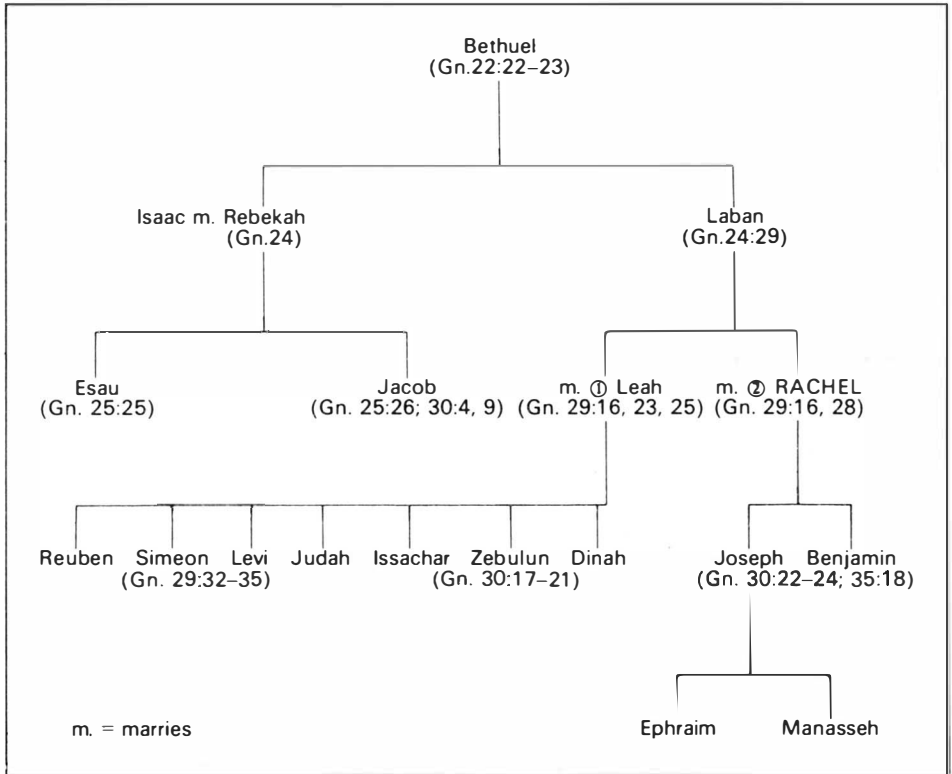 Bethuel
(Gn.22:22–23)
Isaac m. Rebekah
(Gn.24)
Laban
(Gn.24:29)
Esau
(Gn. 25:25)
Jacob
(Gn. 25:26; 30:4, 9)
m. ① Leah
(Gn. 29:16, 23, 25)
m. ② RACHEL
(Gn. 29:16, 28)
Reuben Simeon Levi Judah Issachar Zebulun Dinah Joseph Benjamin
(Gn. 29:32–35) (Gn. 30:17–21) (Gn. 30:22–24; 35:18)
m. = marries Ephraim Manasseh